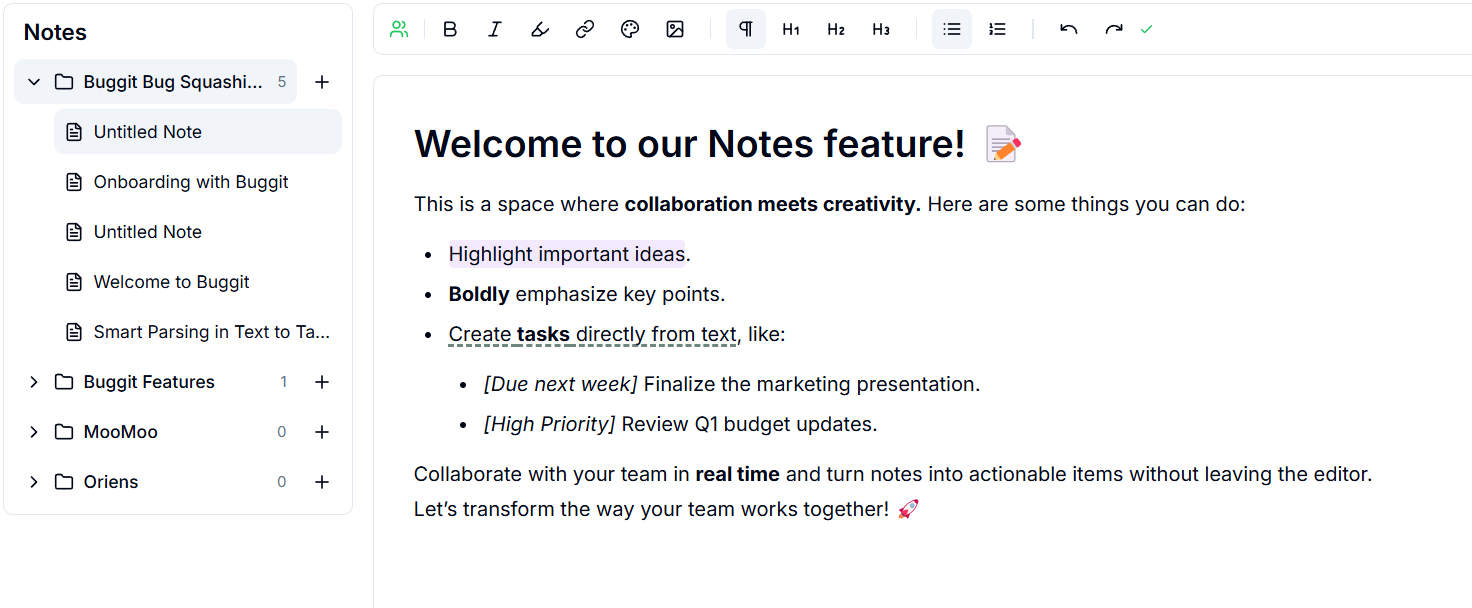 Notes
Buggit Bug Squashi... 5
Untitled Note
Onboarding with Buggit
Untitled Note
Welcome to Buggit
Smart Parsing in Text to Ta...
Buggit Features 1
MooMoo 0
Oriens 0
B I H1 H2 H3
Welcome to our Notes feature! 📝
This is a space where collaboration meets creativity. Here are some things you can do:
• Highlight important ideas.
• Boldly emphasize key points.
• Create tasks directly from text, like:
• [Due next week] Finalize the marketing presentation.
• [High Priority] Review Q1 budget updates.
Collaborate with your team in real time and turn notes into actionable items without leaving the editor.
Let’s transform the way your team works together! 🚀